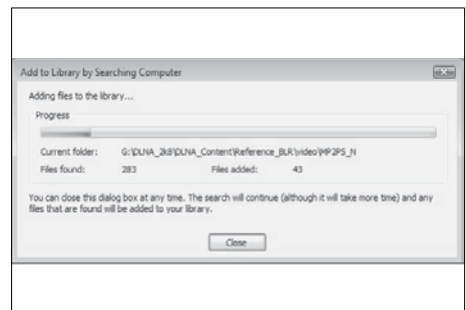 Add to Library by Searching Computer
Adding files to the library...
Progress
Current folder: G:\DLNA_2k8\DLNA_Content\Reference_BLR\video\MP2PS_N
Files found: 283 Files added: 43
You can close this dialog box at any time. The search will continue (although it will take more time) and any
files that are found will be added to your library.
Close